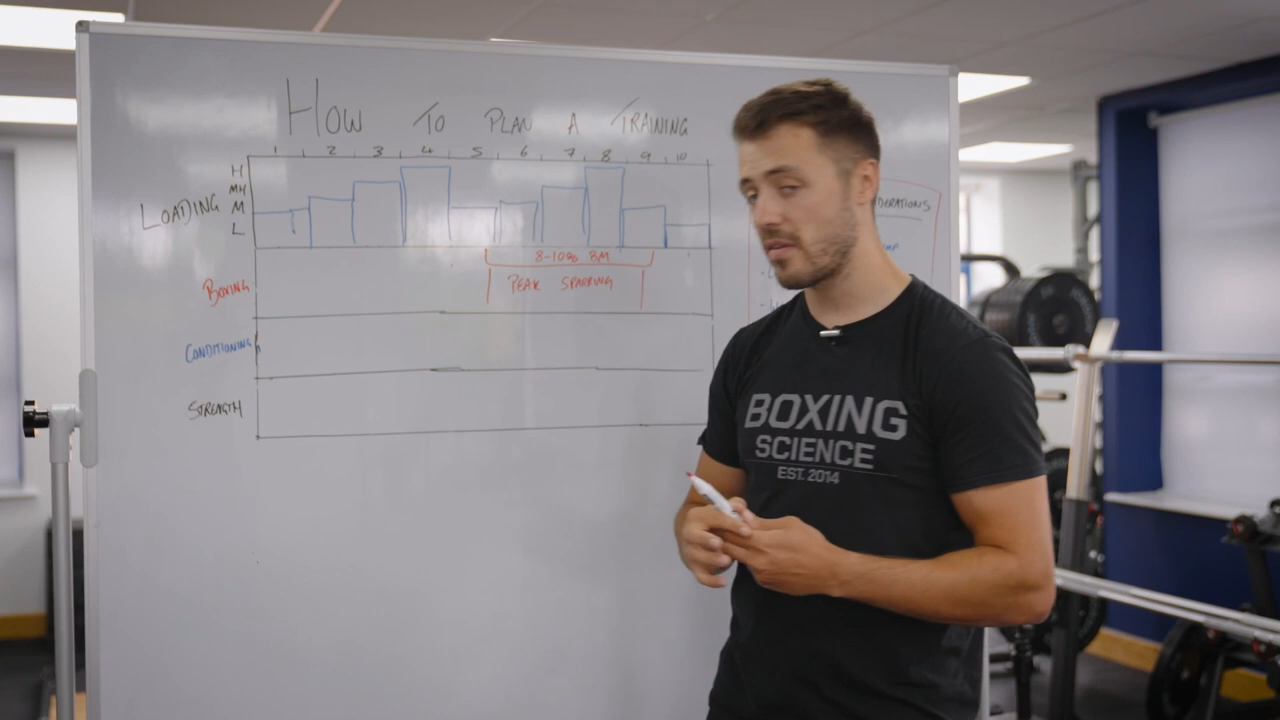 HOW TO PLAN A TRAINING
1 2 3 4 5 6 7 8 9 10
H
MH
M
L
LOADING
8-10% BM
BOXING
PEAK SPARRING
CONDITIONING
STRENGTH
BOXING
SCIENCE
EST. 2014